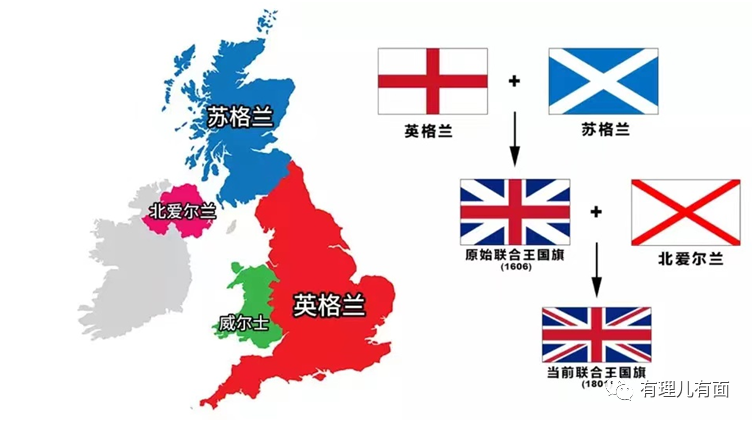 苏格兰
北爱尔兰
威尔士
英格兰
英格兰
苏格兰
+
原始联合王国旗
(1606)
+
北爱尔兰
当前联合王国旗
(1801
有理儿有面